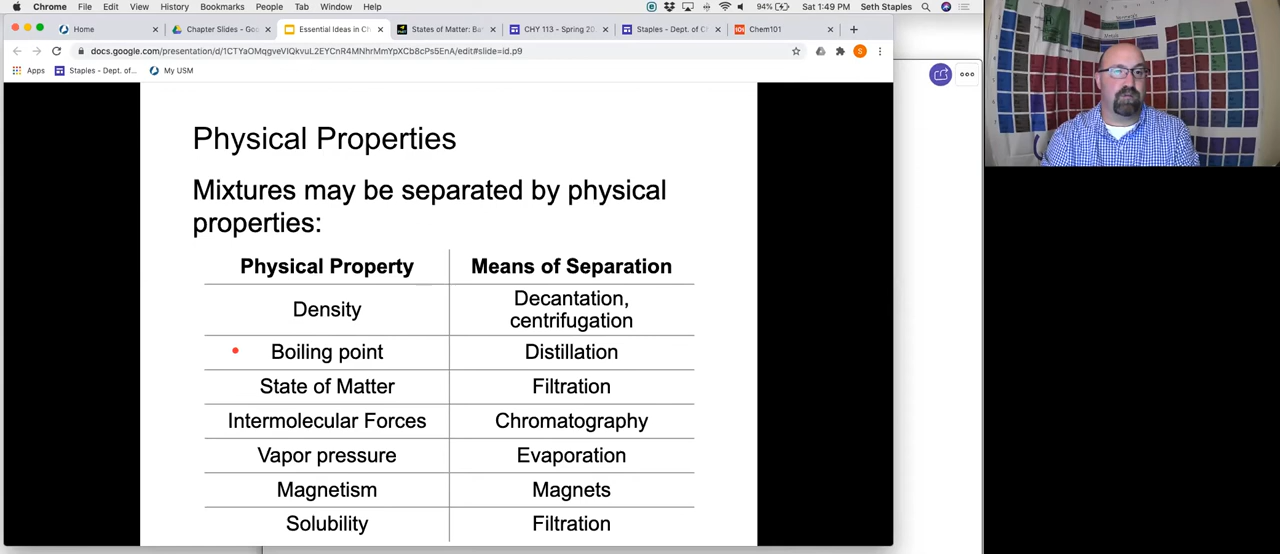 Chrome File Edit View History Bookmarks People Tab Window Help 94% Sat 1:49 PM Seth Staples
Home Chapter Slides - Goo Essential Ideas in Ch States of Matter: Ba CHY 113 - Spring 20 Staples - Dept. of Ch Chem101
docs.google.com/presentation/d/1CTYaOMqgveVIQkvuL2EYCnR4MNhrMmYpXCb8cPs5EnA/edit#slide=id.p9
Apps Staples - Dept. of... My USM
Physical Properties
Mixtures may be separated by physical
properties:
Physical Property Means of Separation
Density Decantation,
centrifugation
Boiling point Distillation
State of Matter Filtration
Intermolecular Forces Chromatography
Vapor pressure Evaporation
Magnetism Magnets
Solubility Filtration